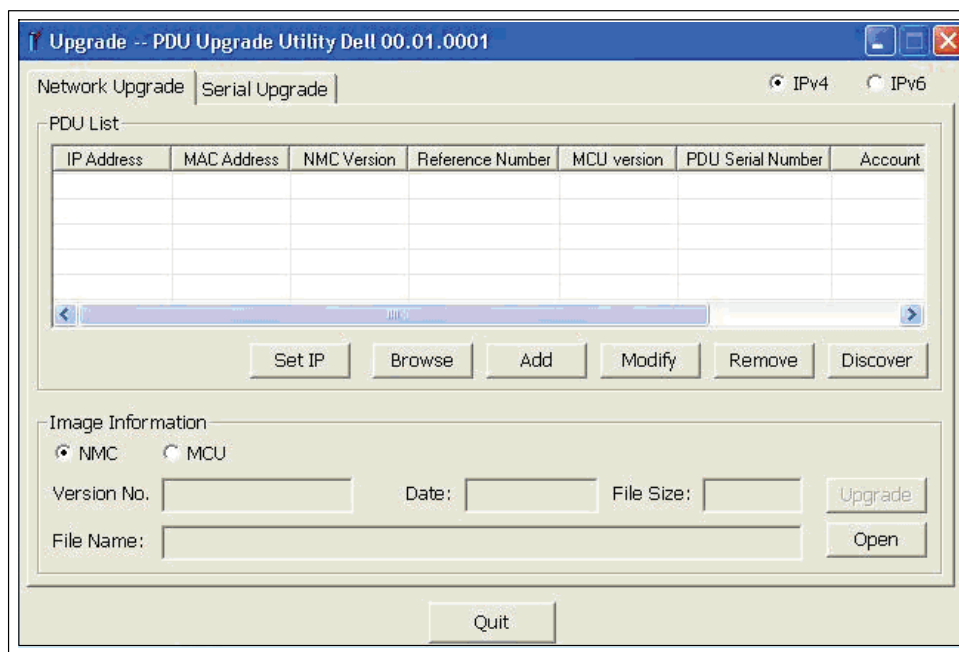 Upgrade -- PDU Upgrade Utility Dell 00.01.0001
Network Upgrade Serial Upgrade IPv4 IPv6
PDU List
IP Address MAC Address NMC Version Reference Number MCU version PDU Serial Number Account
Set IP Browse Add Modify Remove Discover
Image Information
NMC MCU
Version No. Date: File Size: Upgrade
File Name: Open
Quit